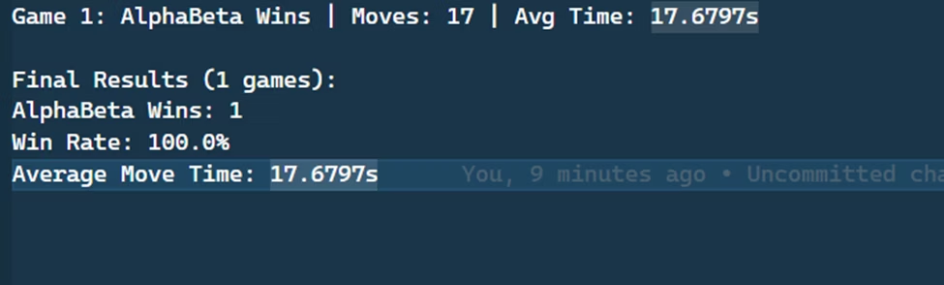 Game 1: AlphaBeta Wins | Moves: 17 | Avg Time: 17.6797s
Final Results (1 games):
AlphaBeta Wins: 1
Win Rate: 100.0%
Average Move Time: 17.6797s You, 9 minutes ago • Uncommitted